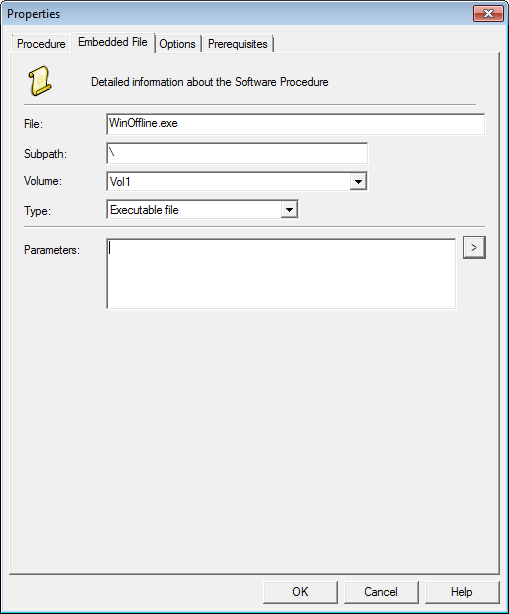 Properties
Procedure Embedded File Options Prerequisites
Detailed information about the Software Procedure
File: WinOffline.exe
Subpath: \
Volume: Vol1
Type: Executable file
Parameters: >
OK Cancel Help